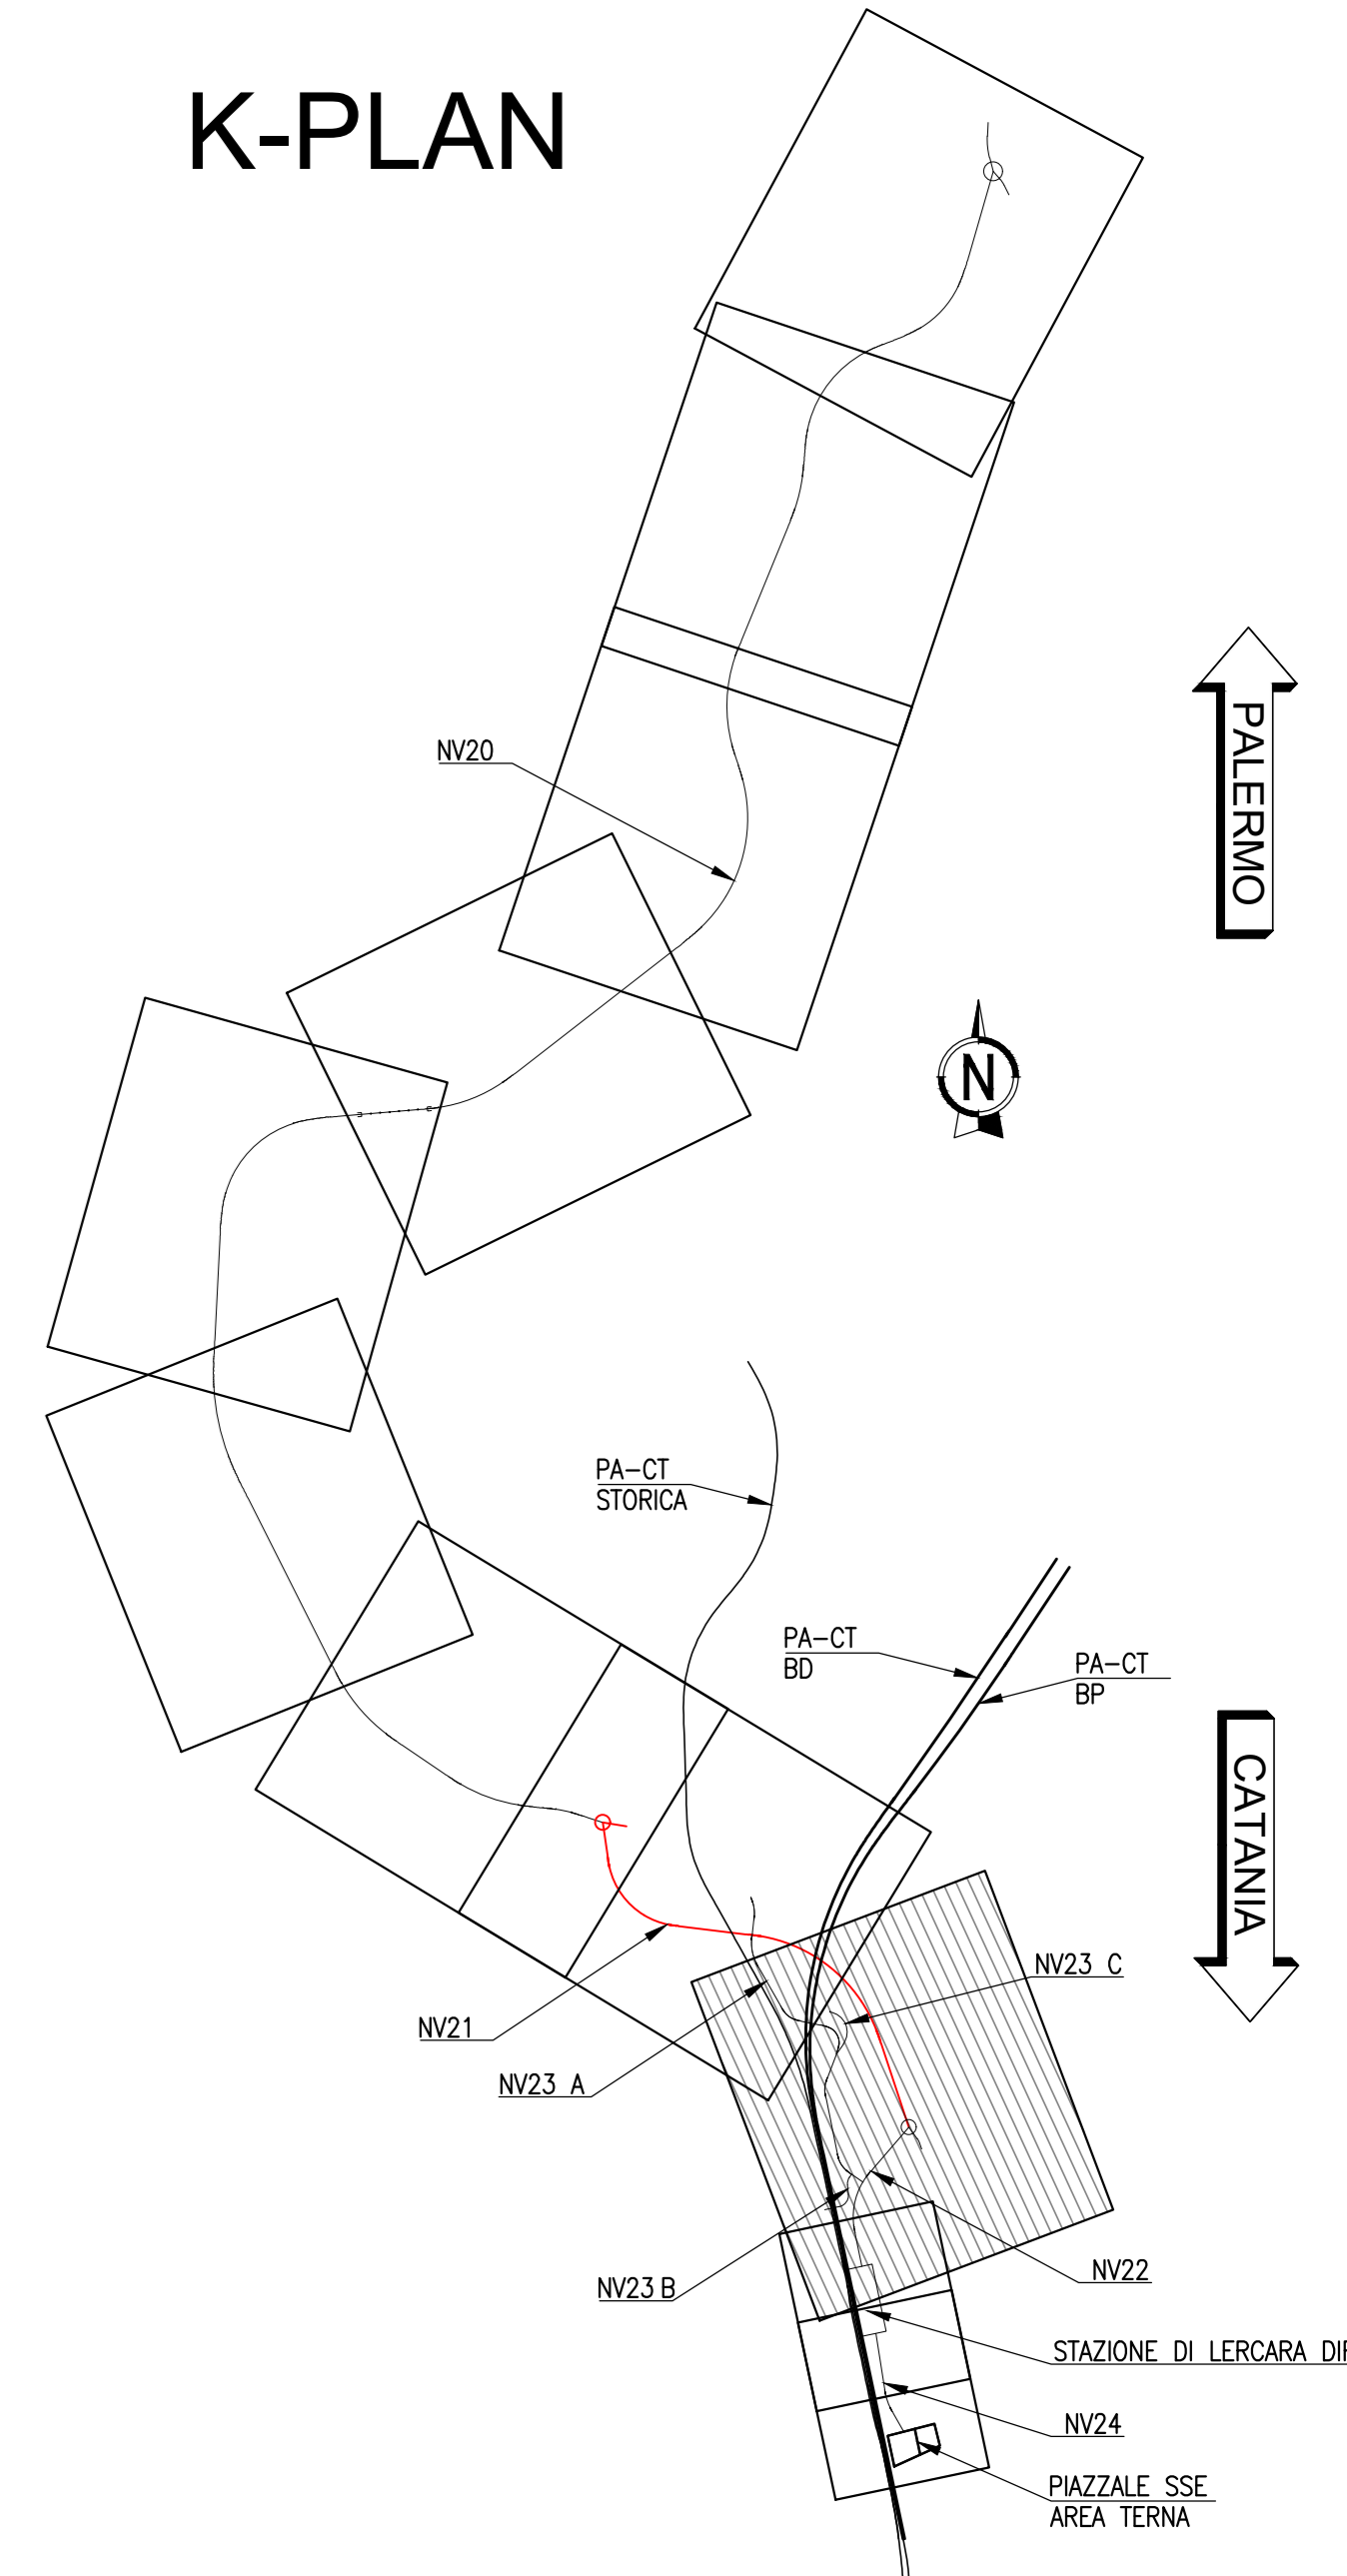 K-PLAN
PALERMO
NV20
N
PA-CT
STORICA
PA-CT
BD
PA-CT
BP
CATANIA
NV23 C
NV21
NV23 A
NV22
NV23 B
STAZIONE DI LERCARA
NV24
PIAZZALE SSE
AREA TERNA